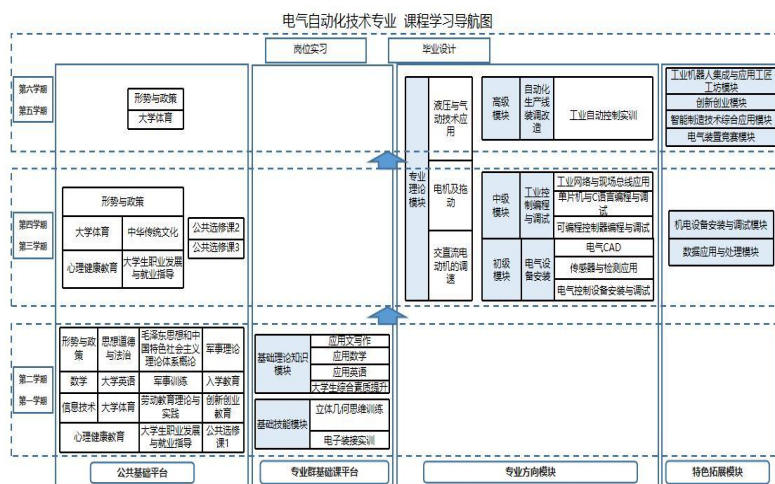 电气自动化技术专业 课程学习导航图
岗位实习
毕业设计
第六学期
第五学期
形势与政策
大学体育
专业
理论
模块
液压与气
动技术应
用
高级
模块
自动化
生产线
装调改
造
工业自动控制实训
工业机器人集成与应用工匠
工坊模块
创新创业模块
智能制造技术综合应用模块
电气装置竞赛模块
第四学期
第三学期
形势与政策
大学体育
中华传统文化
心理健康教育
大学生职业发展
与就业指导
公共选修课2
公共选修课3
电机及拖
动
交直流电
动机的调
速
中级
模块
工业控
制编程
与调试
工业网络与现场总线应用
单片机与C语言编程与调
试
可编程控制器编程与调试
初级
模块
电气设
备安装
电气CAD
传感器与检测应用
电气控制设备安装与调试
机电设备安装与调试模块
数据应用与处理模块
第二学期
第一学期
形势与政
策
思想道德
与法治
毛泽东思想和中
国特色社会主义
理论体系概论
军事理论
数学
大学英语
军事训练
入学教育
信息技术
大学体育
劳动教育理论与
实践
创新创业
教育
心理健康教育
大学生职业发展
与就业指导
公共选修
课1
基础理论知识
模块
应用文写作
应用数学
应用英语
大学生综合素质提升
基础技能模块
立体几何思维训练
电子装接实训
公共基础平台
专业群基础课平台
专业方向模块
特色拓展模块